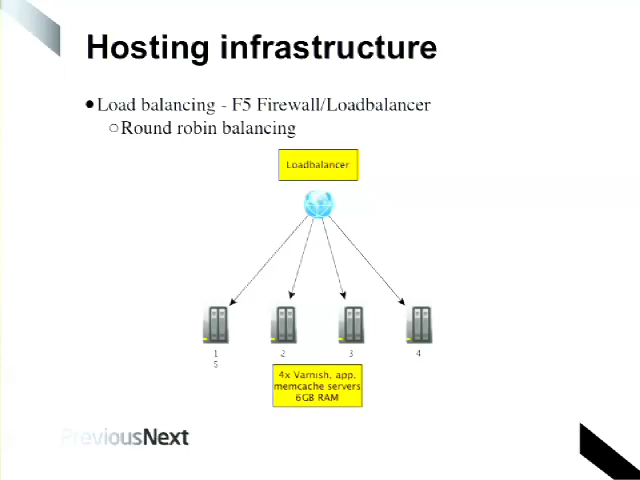 Hosting infrastructure
●Load balancing - F5 Firewall/Loadbalancer
○Round robin balancing
Loadbalancer
1 2 3 4
5
4x Varnish, app,
memcache servers
6GB RAM
PreviousNext